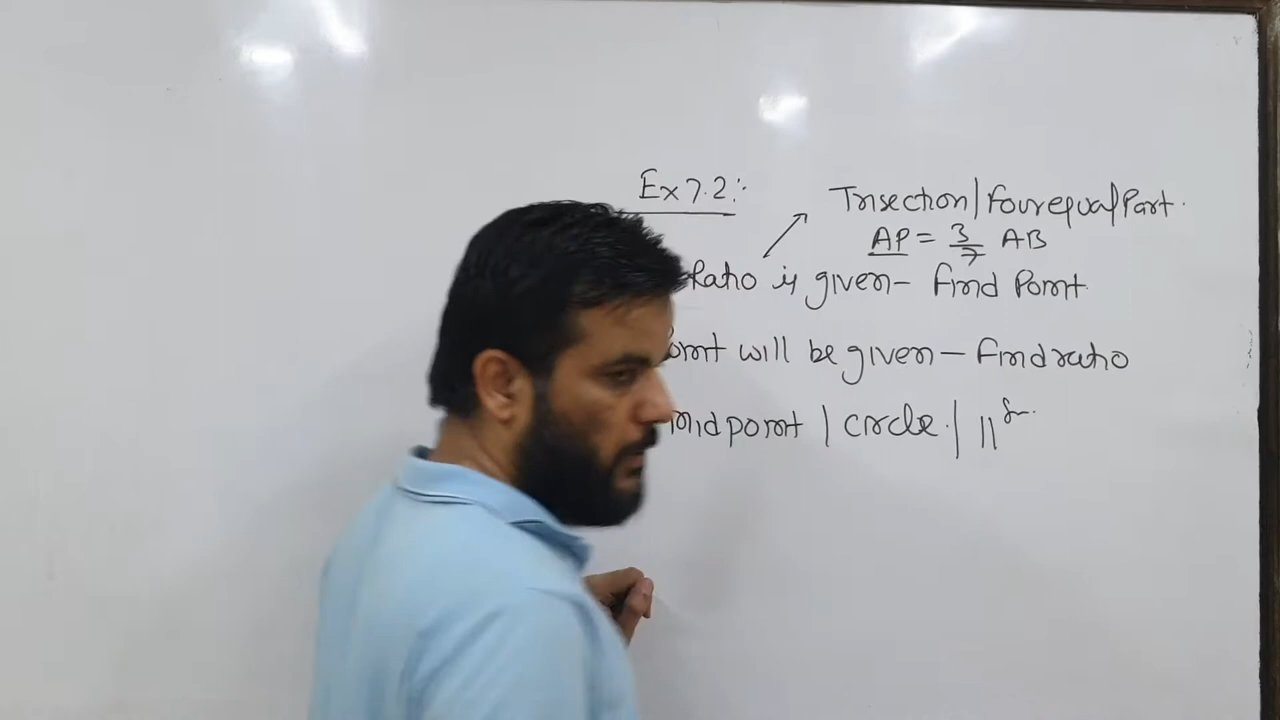 Ex 7.2:
Trisection | Four equal Part.
AP = 3/7 AB
Ratio is given - Find Point.
Point will be given - Find ratio
midpoint | circle. | ||gm.